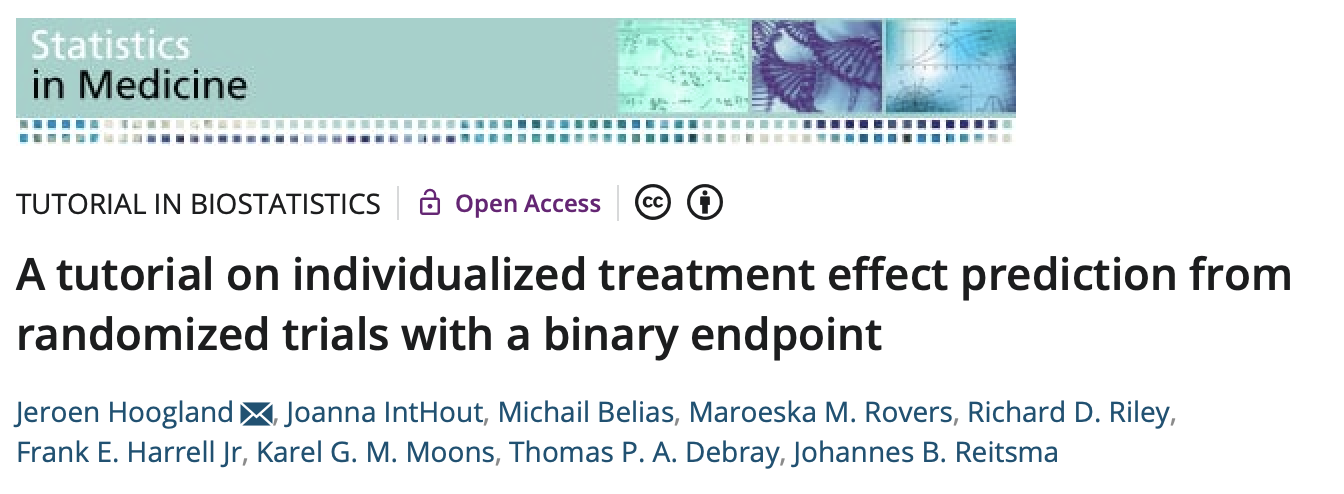 Statistics
in Medicine
TUTORIAL IN BIOSTATISTICS Open Access cc
A tutorial on individualized treatment effect prediction from
randomized trials with a binary endpoint
Jeroen Hoogland, Joanna IntHout, Michail Belias, Maroeska M. Rovers, Richard D. Riley,
Frank E. Harrell Jr, Karel G. M. Moons, Thomas P. A. Debray, Johannes B. Reitsma